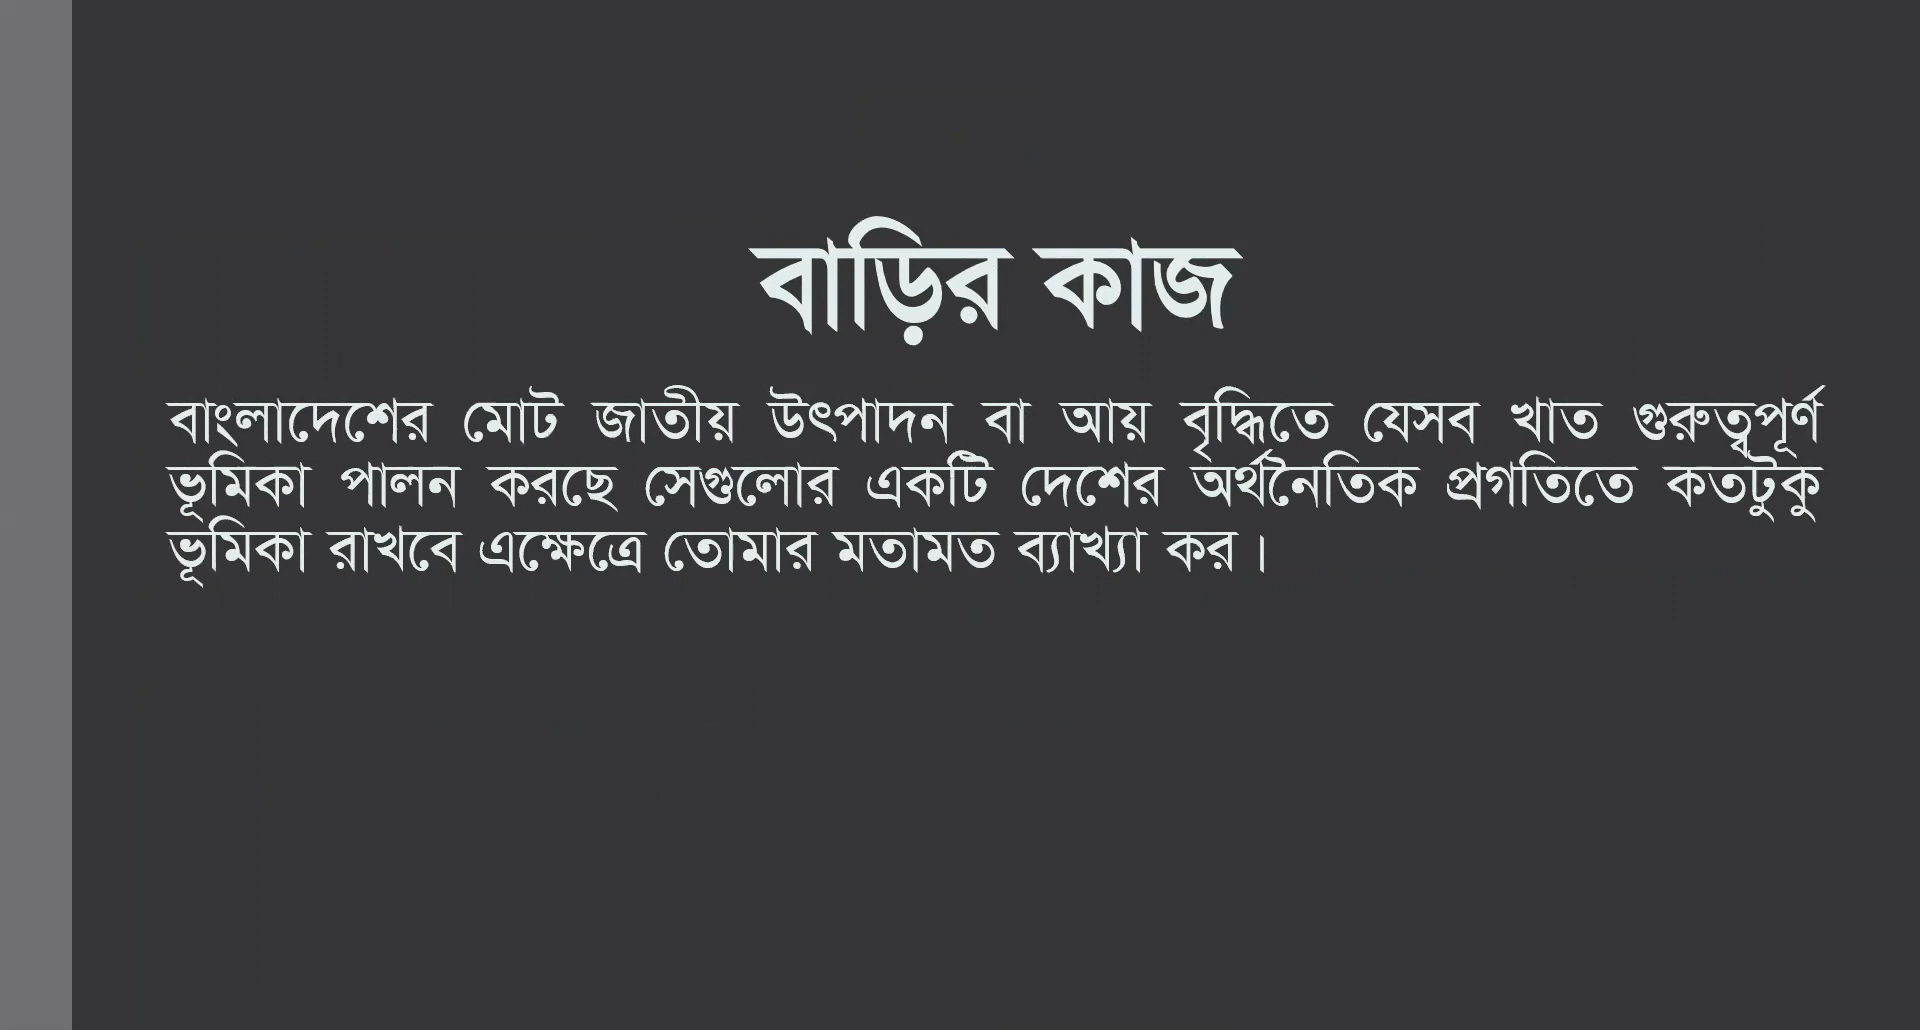 বাড়ির কাজ
বাংলাদেশের মোট জাতীয় উৎপাদন বা আয় বৃদ্ধিতে যেসব খাত গুরুত্বপূর্ণ
ভূমিকা পালন করছে সেগুলোর একটি দেশের অর্থনৈতিক প্রগতিতে কতটুকু
ভূমিকা রাখবে এক্ষেত্রে তোমার মতামত ব্যাখ্যা কর।